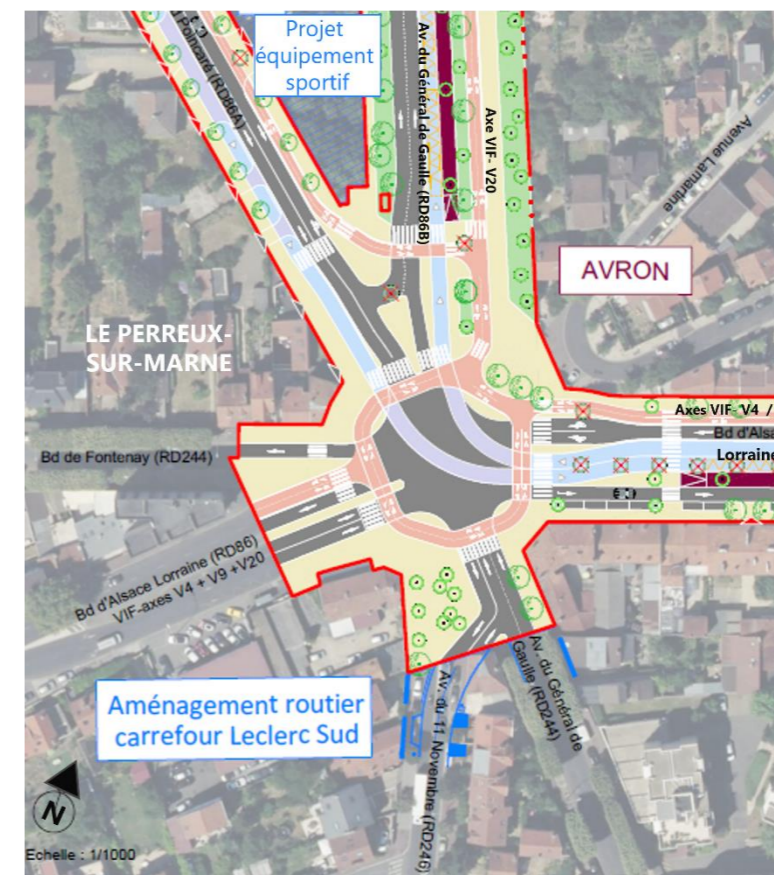 Projet
équipement
sportif
d Poincaré (RD86A)
Av. du Général de Gaulle (RD86B)
Axe VIF- V20
Avenue Lamartine
AVRON
LE PERREUX-
SUR-MARNE
Axes VIF- V4 /
Bd d'Alsa
Lorraine
Bd de Fontenay (RD244)
Bd d'Alsace Lorraine (RD86)
VIF-axes V4 + V9 +V20
Aménagement routier
carrefour Leclerc Sud
Av. du 11 Novembre (RD246)
Av. du Général de
Gaulle (RD244)
N
Echelle : 1/1000